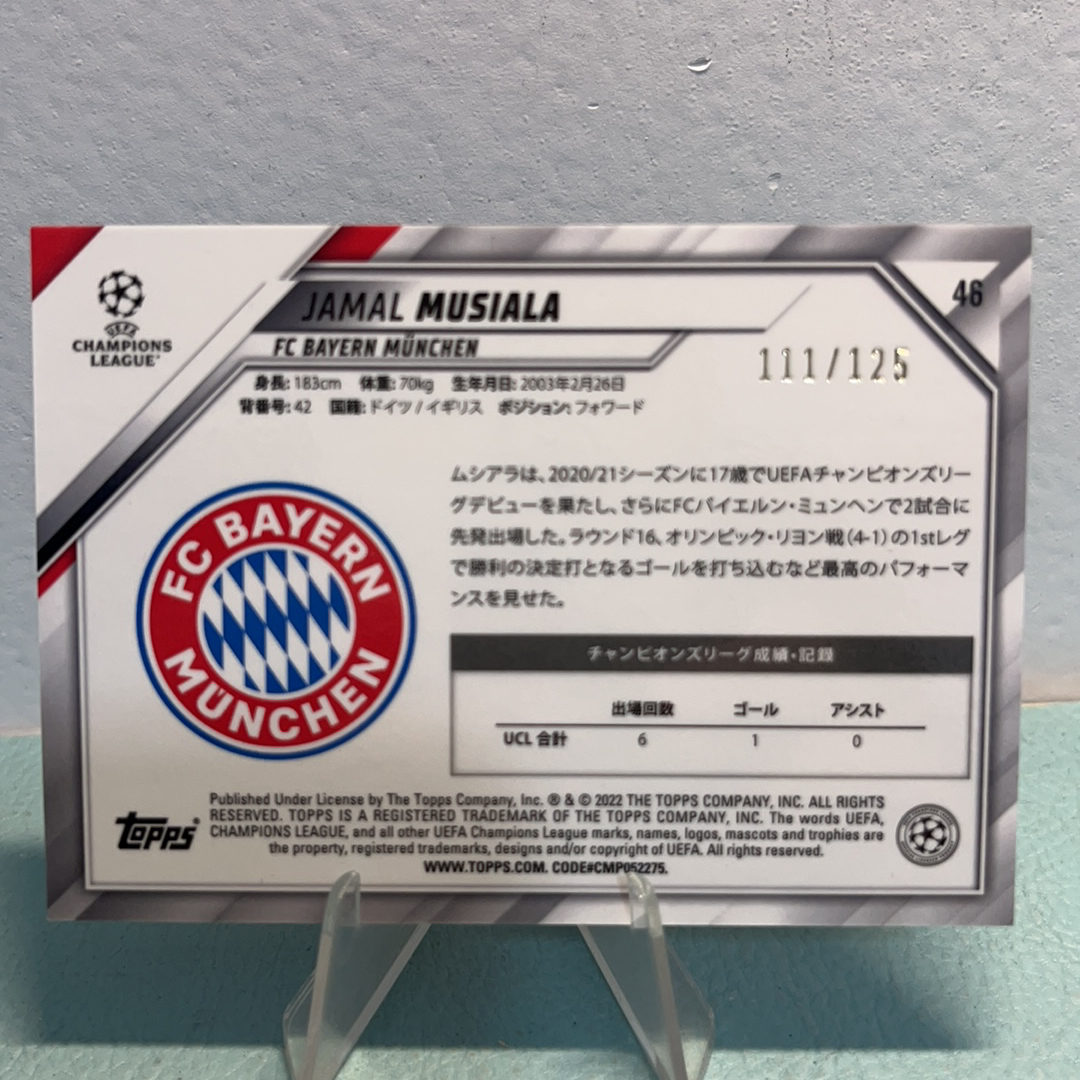 JAMAL MUSIALA
46
UEFA
CHAMPIONS
LEAGUE
FC BAYERN MÜNCHEN
111/125
身長: 183cm 体重: 70kg 生年月日: 2003年2月26日
背番号: 42 国籍: ドイツ / イギリス ポジション: フォワード
ムシアラは、2020/21シーズンに17歳でUEFAチャンピオンズリー
グデビューを果たし、さらにFCバイエルン・ミュンヘンで2試合に
先発出場した。ラウンド16、オリンピック・リヨン戦(4-1)の1stレグ
で勝利の決定打となるゴールを打ち込むなど最高のパフォーマ
ンスを見せた。
FC BAYERN
MÜNCHEN
チャンピオンズリーグ成績・記録
出場回数 ゴール アシスト
UCL 合計 6 1 0
Published Under License by The Topps Company, Inc. ® & © 2022 THE TOPPS COMPANY, INC. ALL RIGHTS
RESERVED. TOPPS IS A REGISTERED TRADEMARK OF THE TOPPS COMPANY, INC. The words UEFA,
CHAMPIONS LEAGUE, and all other UEFA Champions League marks, names, logos, mascots and trophies are
the property, registered trademarks, designs and/or copyright of UEFA. All rights reserved.
WWW.TOPPS.COM. CODE#CMP052275.
topps®